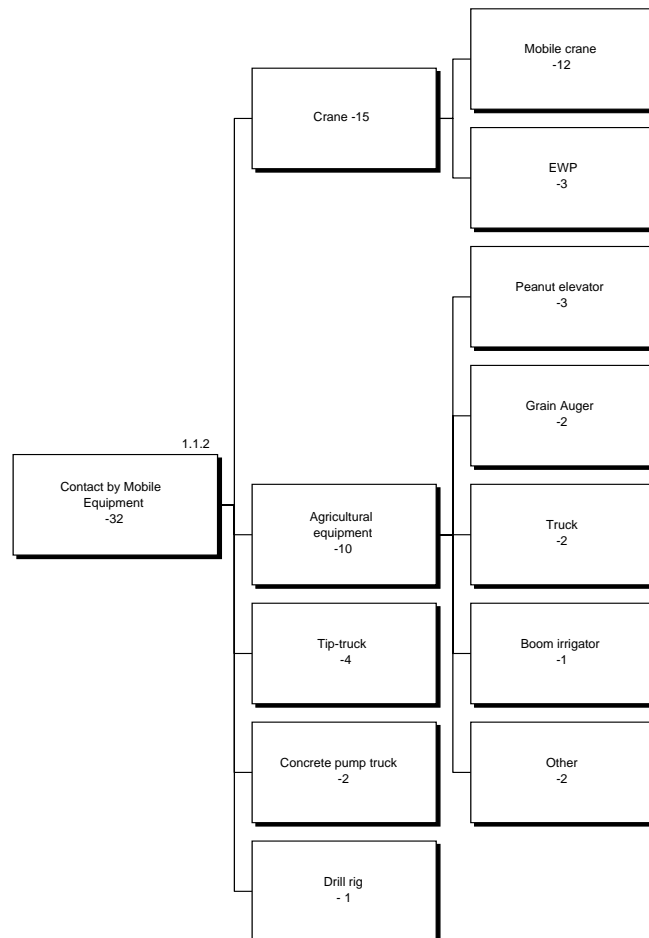 Mobile crane
-12
Crane -15
EWP
-3
Peanut elevator
-3
Grain Auger
-2
1.1.2
Contact by Mobile
Equipment
-32
Agricultural
equipment
-10
Truck
-2
Tip-truck
-4
Boom irrigator
-1
Concrete pump truck
-2
Other
-2
Drill rig
- 1